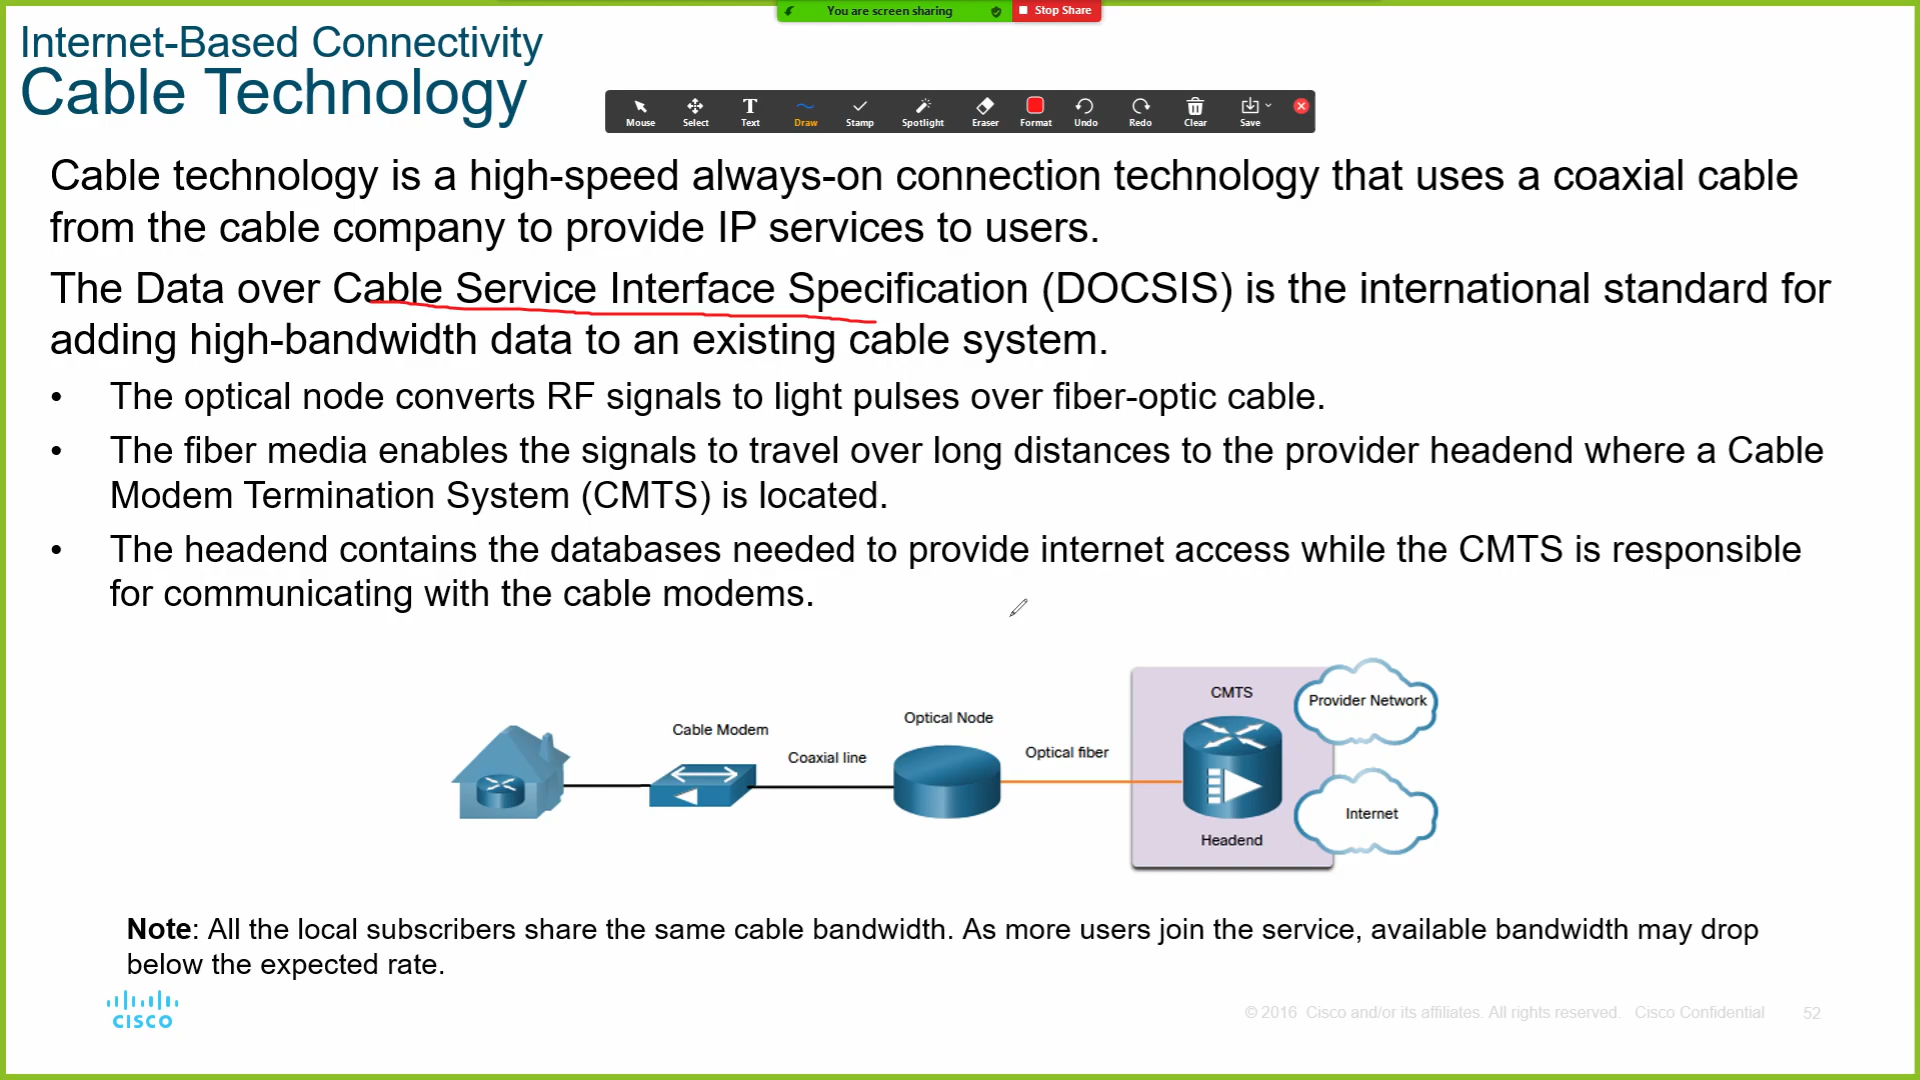 You are screen sharing
Stop Share
Internet-Based Connectivity
Cable Technology
Mouse Select Text Draw Stamp Spotlight Eraser Format Undo Redo Clear Save
Cable technology is a high-speed always-on connection technology that uses a coaxial cable
from the cable company to provide IP services to users.
The Data over Cable Service Interface Specification (DOCSIS) is the international standard for
adding high-bandwidth data to an existing cable system.
• The optical node converts RF signals to light pulses over fiber-optic cable.
• The fiber media enables the signals to travel over long distances to the provider headend where a Cable
Modem Termination System (CMTS) is located.
• The headend contains the databases needed to provide internet access while the CMTS is responsible
for communicating with the cable modems.
Cable Modem
Coaxial line
Optical Node
Optical fiber
CMTS
Headend
Provider Network
Internet
Note: All the local subscribers share the same cable bandwidth. As more users join the service, available bandwidth may drop
below the expected rate.
CISCO
© 2016 Cisco and/or its affiliates. All rights reserved. Cisco Confidential 52